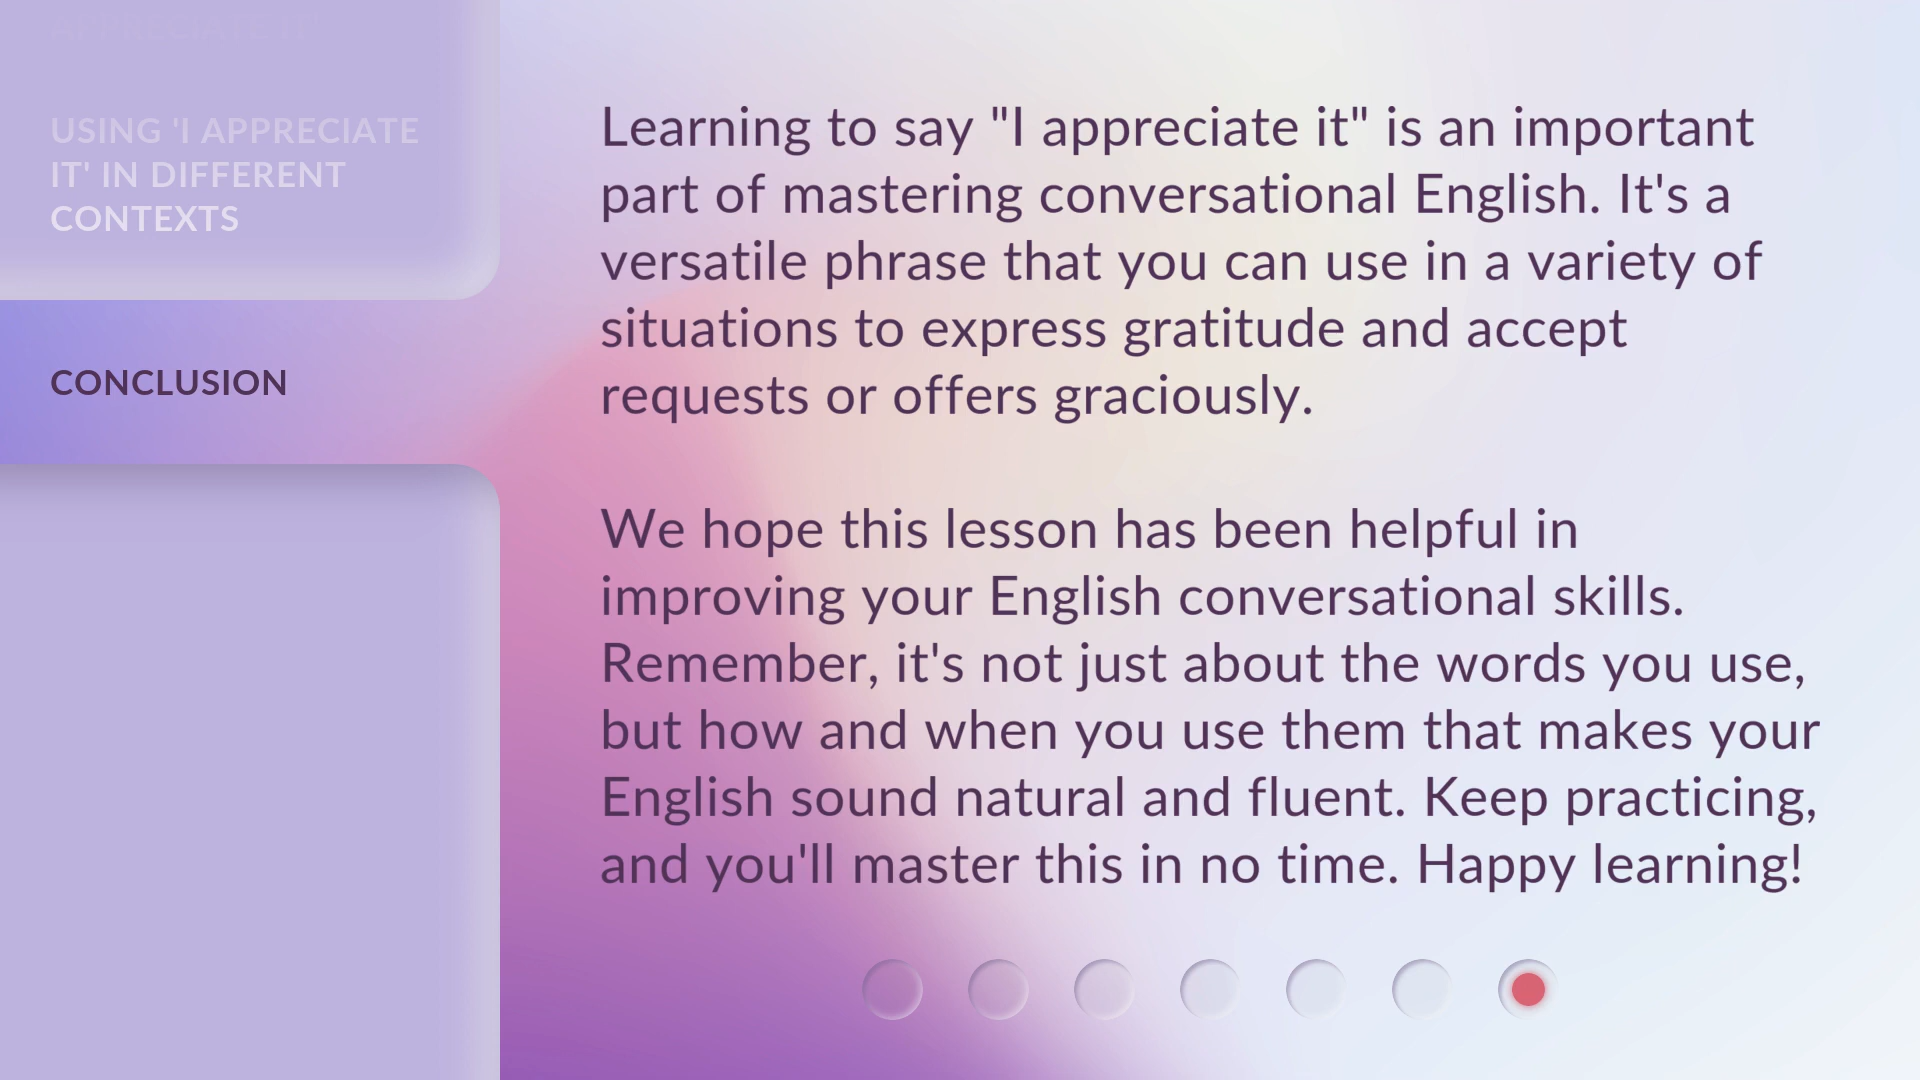 APPRECIATE IT'
USING 'I APPRECIATE
IT' IN DIFFERENT
CONTEXTS
CONCLUSION
Learning to say "I appreciate it" is an important
part of mastering conversational English. It's a
versatile phrase that you can use in a variety of
situations to express gratitude and accept
requests or offers graciously.
We hope this lesson has been helpful in
improving your English conversational skills.
Remember, it's not just about the words you use,
but how and when you use them that makes your
English sound natural and fluent. Keep practicing,
and you'll master this in no time. Happy learning!